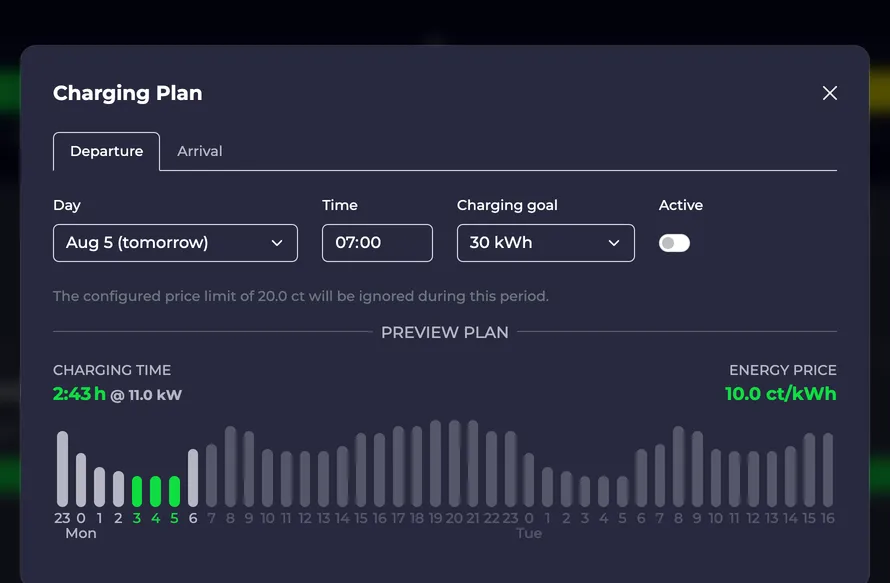 Charging Plan
Departure Arrival
Day Time Charging goal Active
Aug 5 (tomorrow) 07:00 30 kWh
The configured price limit of 20.0 ct will be ignored during this period.
PREVIEW PLAN
CHARGING TIME ENERGY PRICE
2:43 h @ 11.0 kW 10.0 ct/kWh
23 0 1 2 3 4 5 6 7 8 9 10 11 12 13 14 15 16 17 18 19 20 21 22 23 0 1 2 3 4 5 6 7 8 9 10 11 12 13 14 15 16
Mon Tue